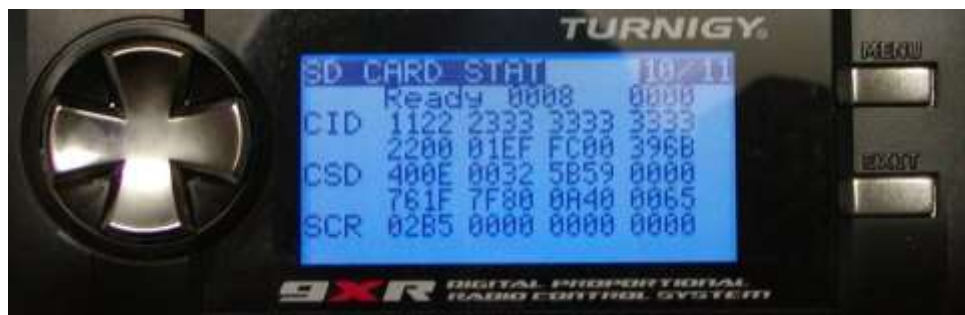 TURNIGY®
MENU
SD CARD STAT 10/11
Ready 0008 0000
CID 1122 2333 3333 3333
2200 01EF FC00 396B
EXIT
CSD 400E 0032 5B59 0000
761F 7F80 0A40 0065
SCR 02B5 0000 0000 0000
9XR DIGITAL PROPORTIONAL
RADIO CONTROL SYSTEM